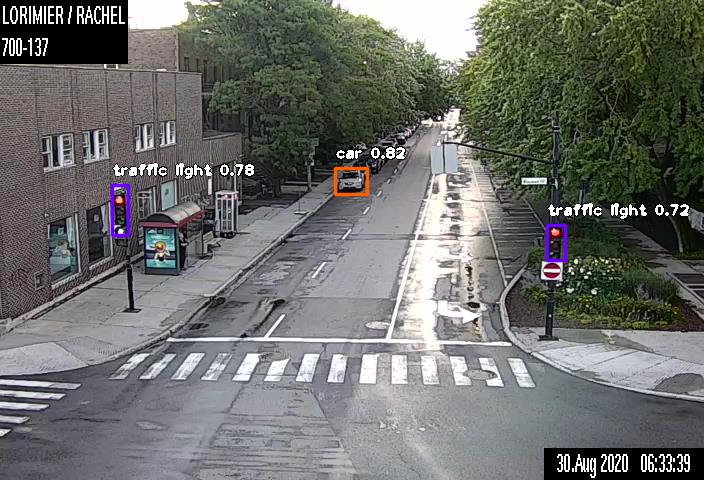 LORIMIER / RACHEL
700-137
car 0.82
traffic light 0.78
traffic light 0.72
30.Aug 2020 06:33:39